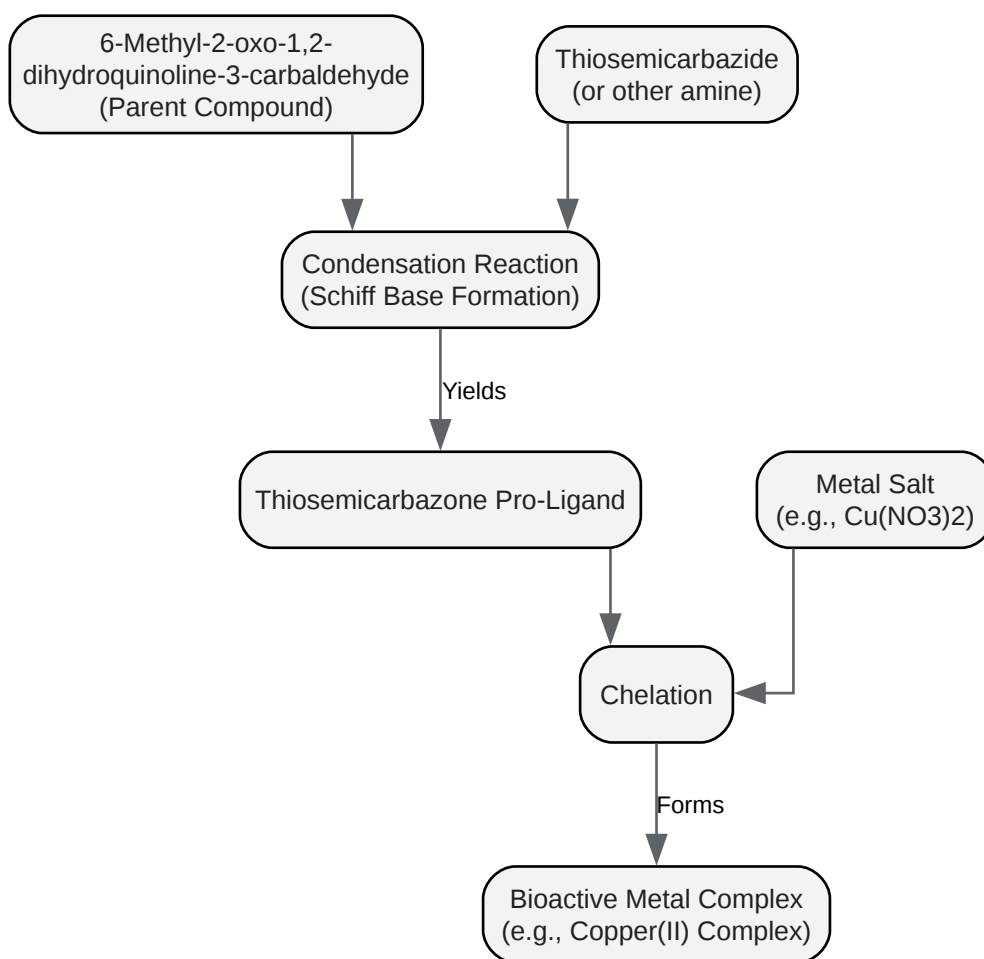 6-Methyl-2-oxo-1,2-
dihydroquinoline-3-carbaldehyde
(Parent Compound)
Thiosemicarbazide
(or other amine)
Condensation Reaction
(Schiff Base Formation)
Yields
Thiosemicarbazone Pro-Ligand
Metal Salt
(e.g., Cu(NO3)2)
Chelation
Forms
Bioactive Metal Complex
(e.g., Copper(II) Complex)